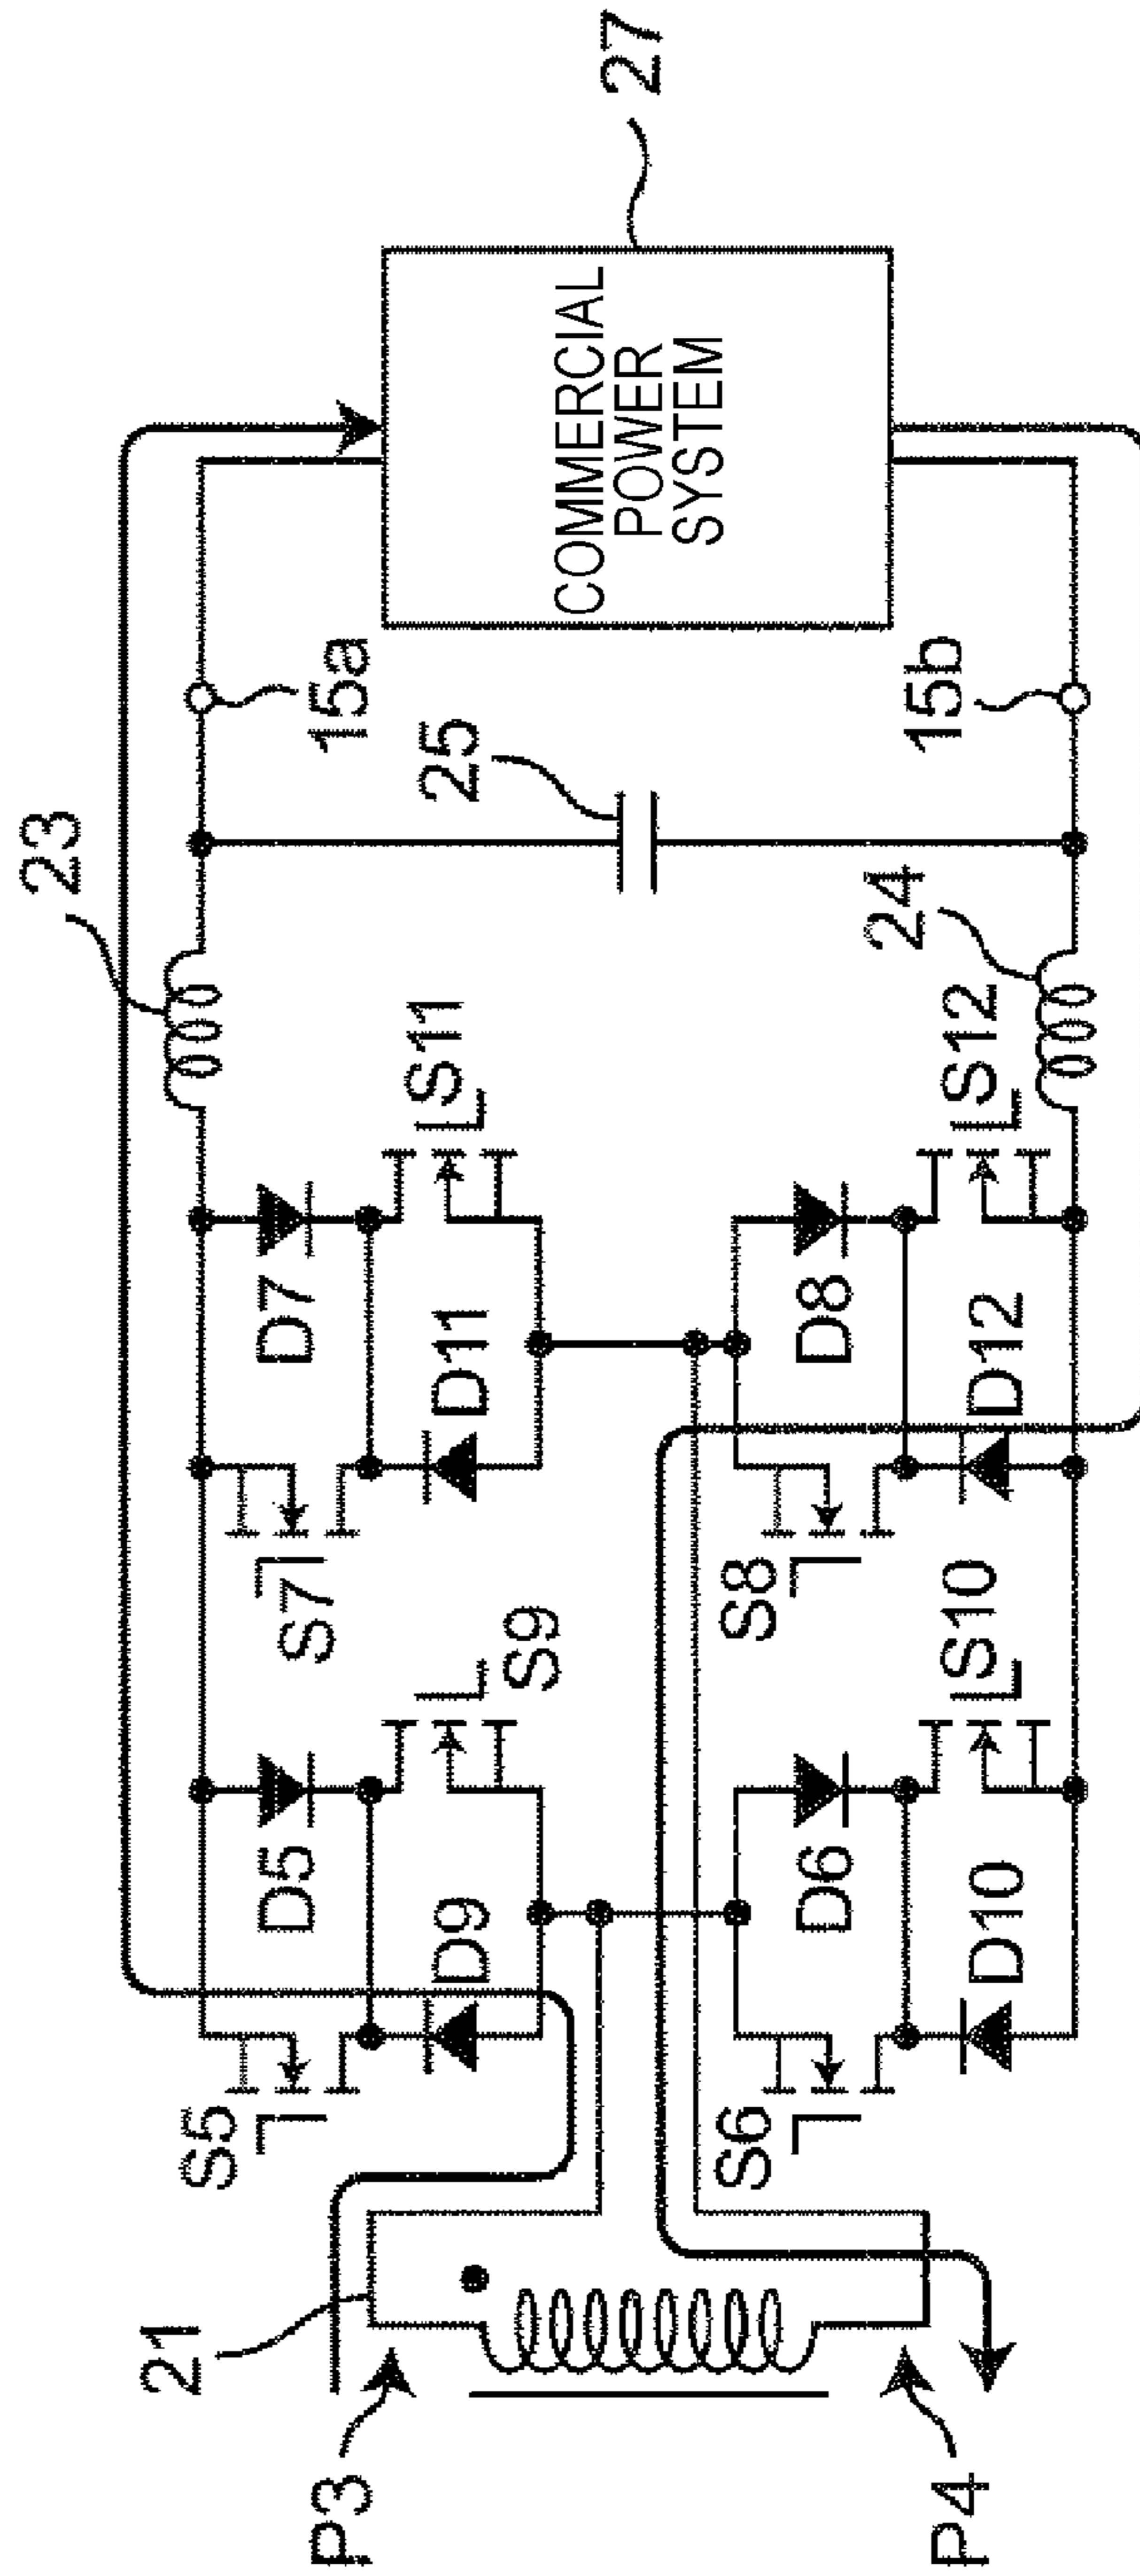 23
27
COMMERCIAL
POWER
SYSTEM
15a
25
15b
24
S11
D7
D11
S12
D8
D12
S7
S9
S8
S10
D5
D9
D6
D10
S5
S6
21
P3
P4